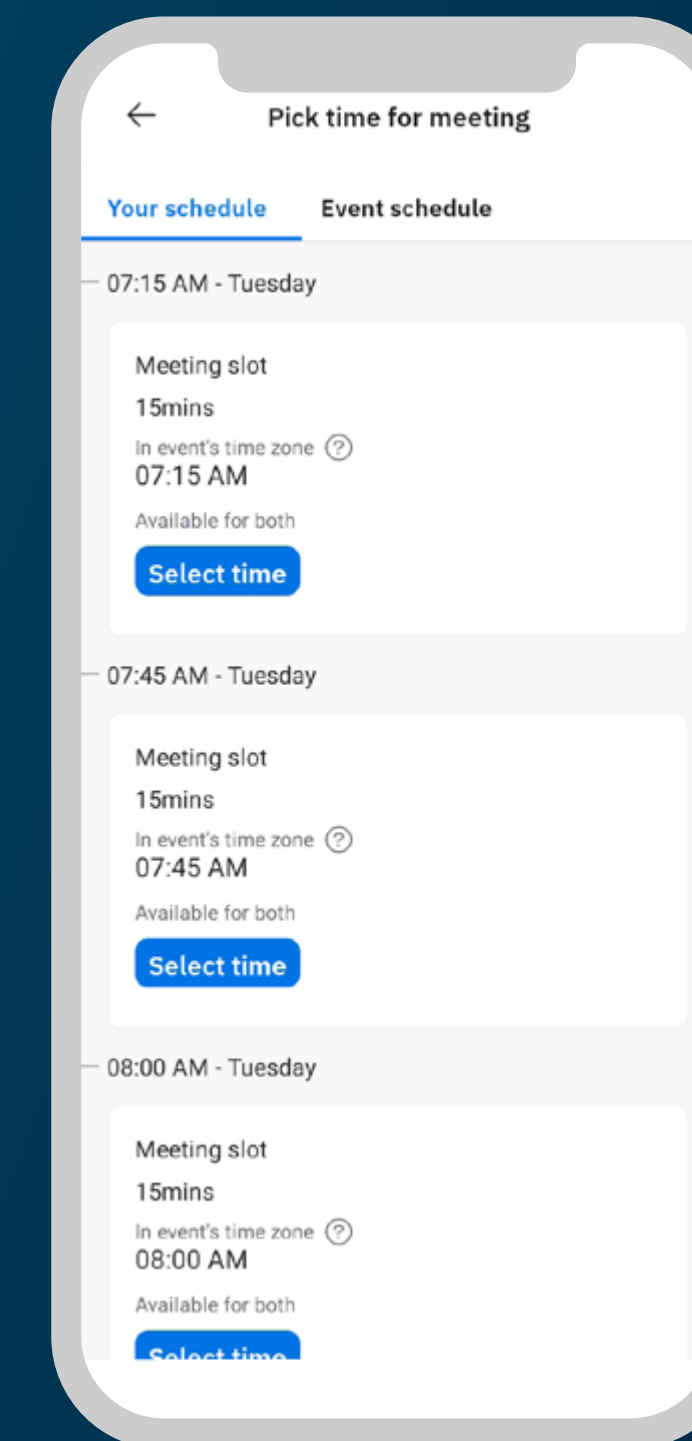 Pick time for meeting
Your schedule Event schedule
07:15 AM - Tuesday
Meeting slot
15mins
In event's time zone ?
07:15 AM
Available for both
Select time
07:45 AM - Tuesday
Meeting slot
15mins
In event's time zone ?
07:45 AM
Available for both
Select time
08:00 AM - Tuesday
Meeting slot
15mins
In event's time zone ?
08:00 AM
Available for both
Select time